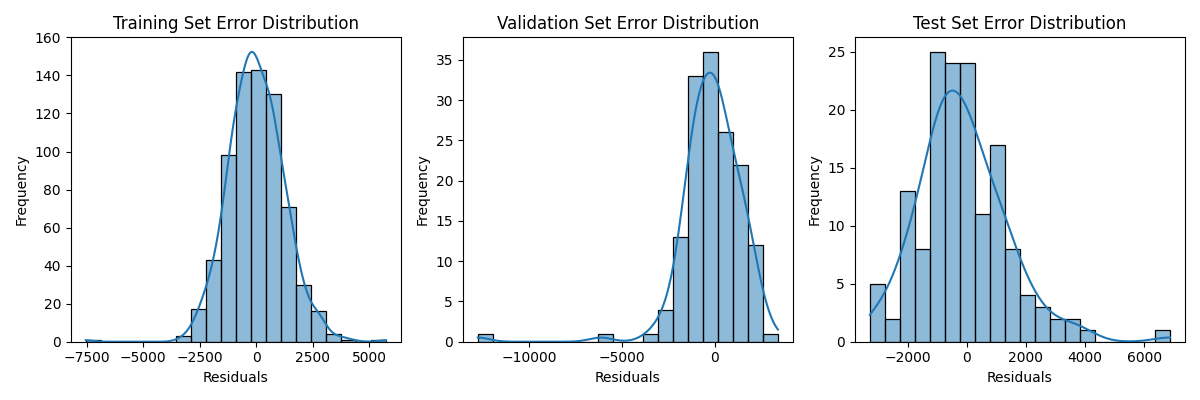 Training Set Error Distribution
Frequency
160
140
120
100
80
60
40
20
0
−7500 −5000 −2500 0 2500 5000
Residuals
Validation Set Error Distribution
Frequency
35
30
25
20
15
10
5
0
−10000 −5000 0
Residuals
Test Set Error Distribution
Frequency
25
20
15
10
5
0
−2000 0 2000 4000 6000
Residuals